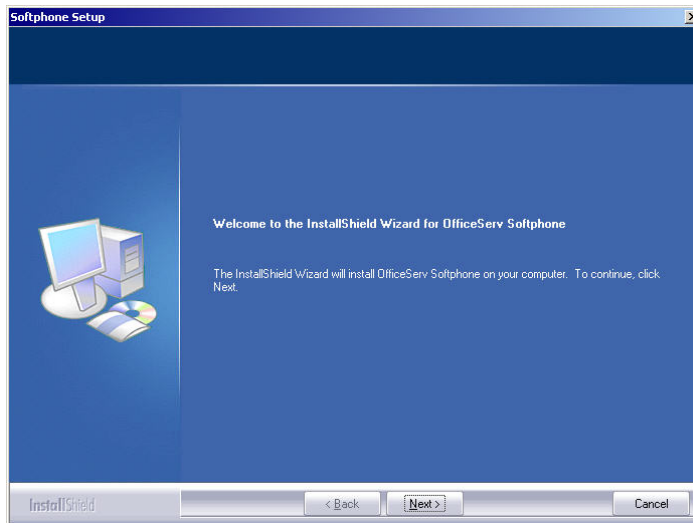 Softphone Setup
Welcome to the InstallShield Wizard for OfficeServ Softphone
The InstallShield Wizard will install OfficeServ Softphone on your computer. To continue, click
Next.
InstallShield
< Back
Next >
Cancel